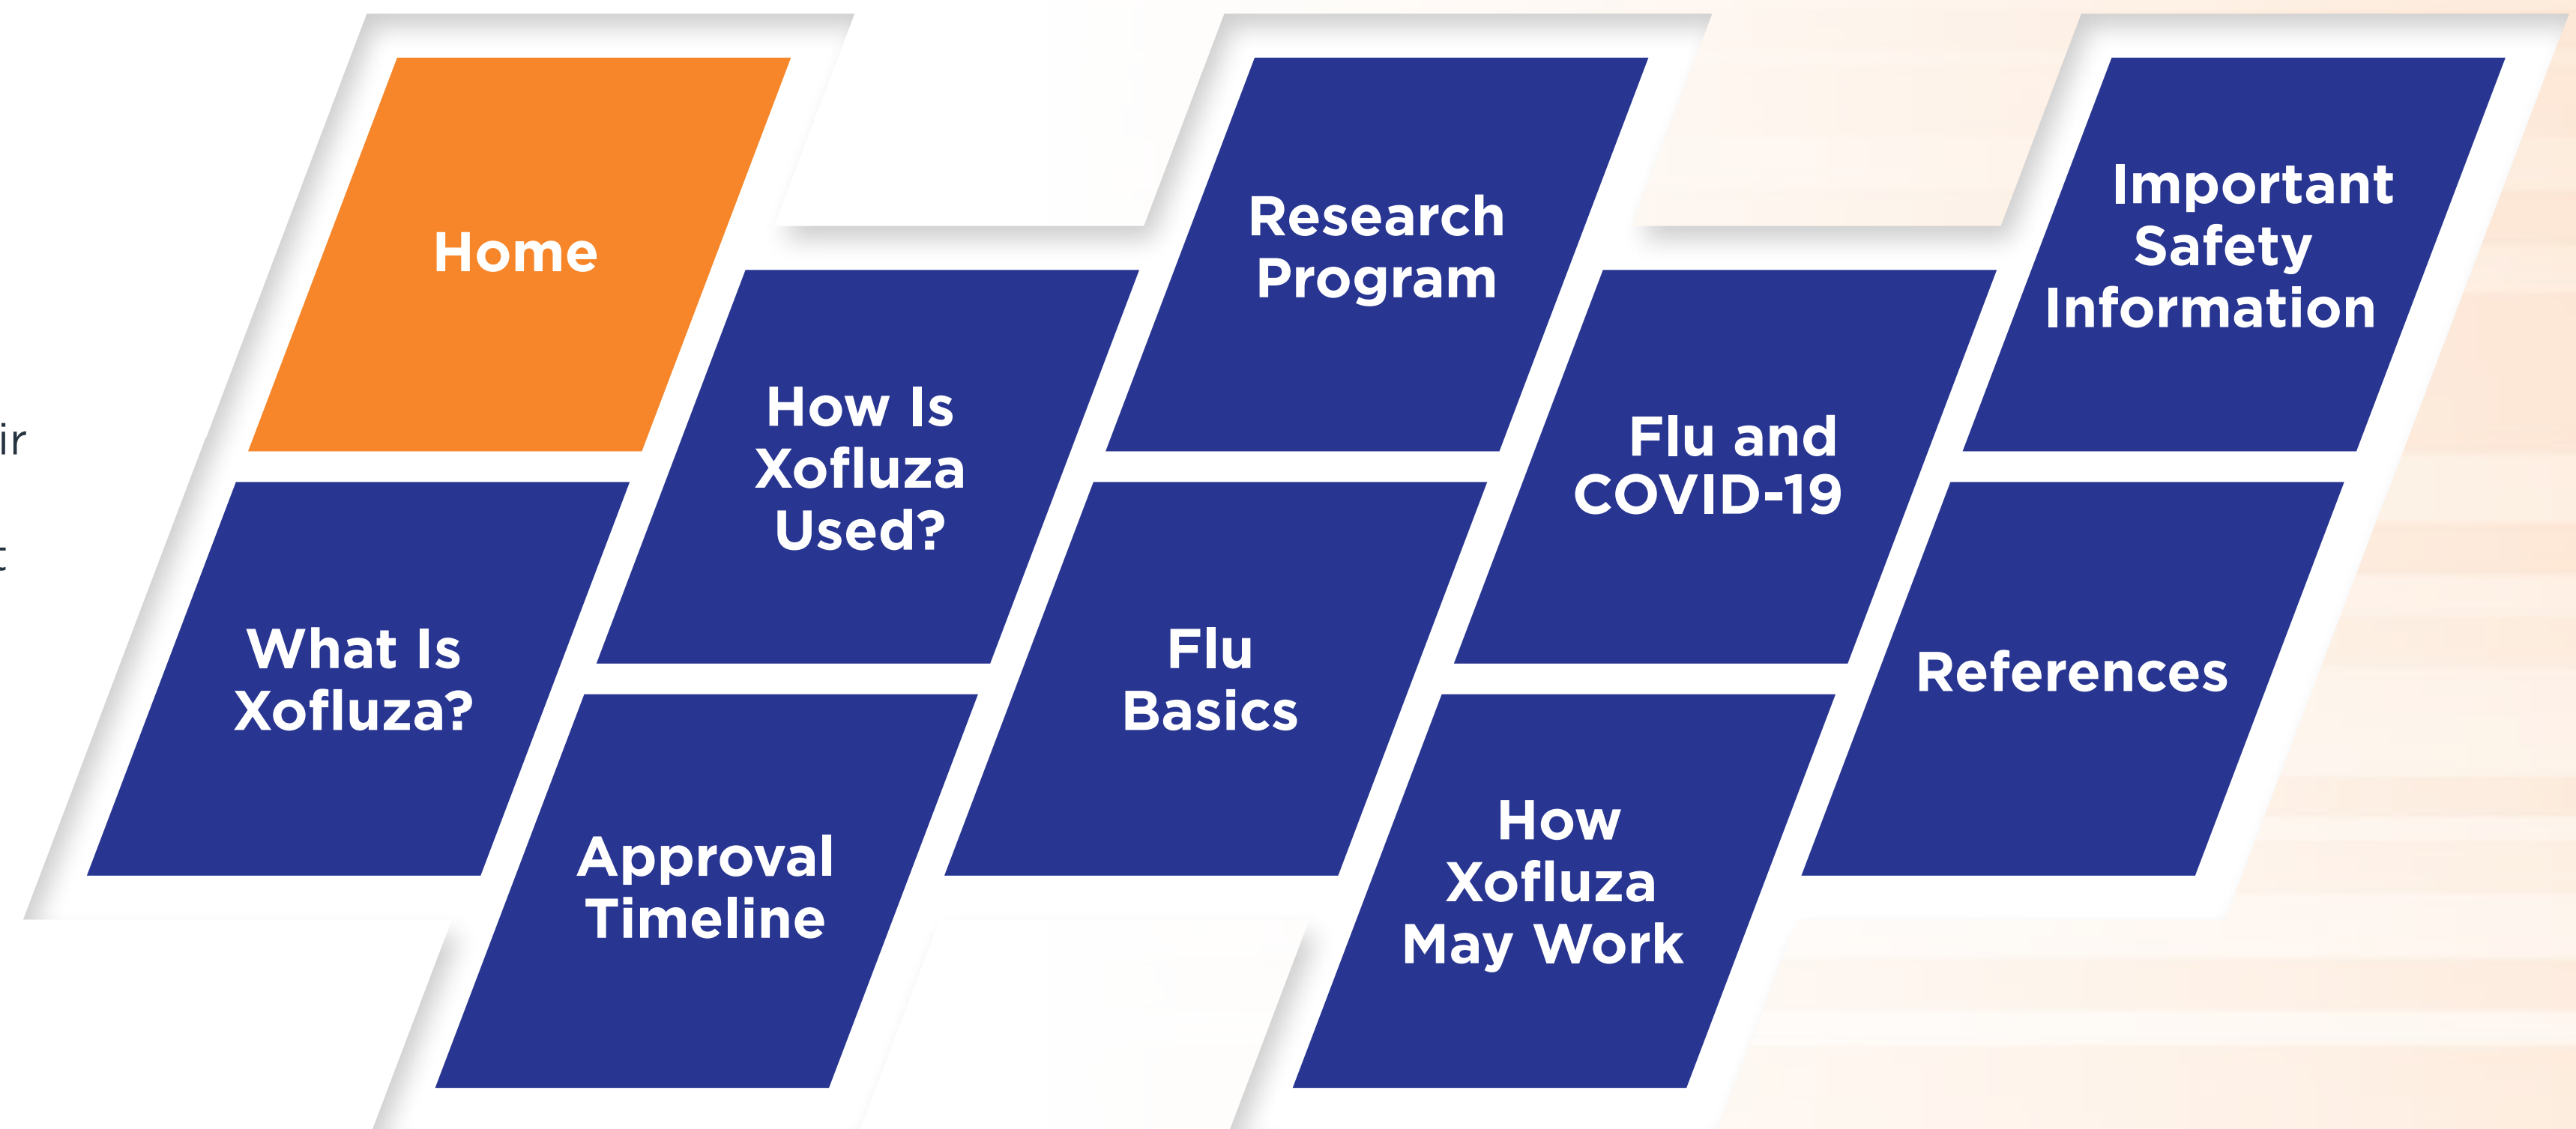 Home
What Is
Xofluza?
How Is
Xofluza
Used?
Approval
Timeline
Research
Program
Flu
Basics
Flu and
COVID-19
How
Xofluza
May Work
Important
Safety
Information
References
ir
t